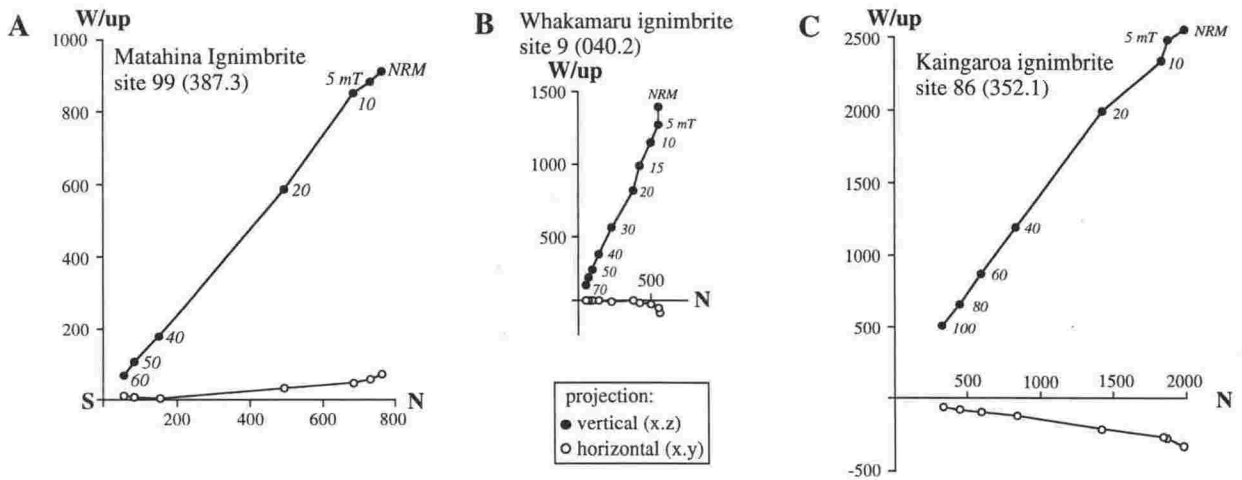 A
W/up
1000
Matahina Ignimbrite
site 99 (387.3)
5 mT
NRM
10
800
600
20
400
200
40
50
60
S
200
400
600
800
N
B
Whakamaru ignimbrite
site 9 (040.2)
W/up
1500
NRM
5 mT
10
1000
15
20
500
30
40
50
500
70
N
projection:
vertical (x.z)
horizontal (x.y)
C
W/up
2500
5 mT
NRM
10
Kaingaroa ignimbrite
site 86 (352.1)
20
2000
1500
40
1000
60
80
500
100
500
1000
1500
2000
N
-500